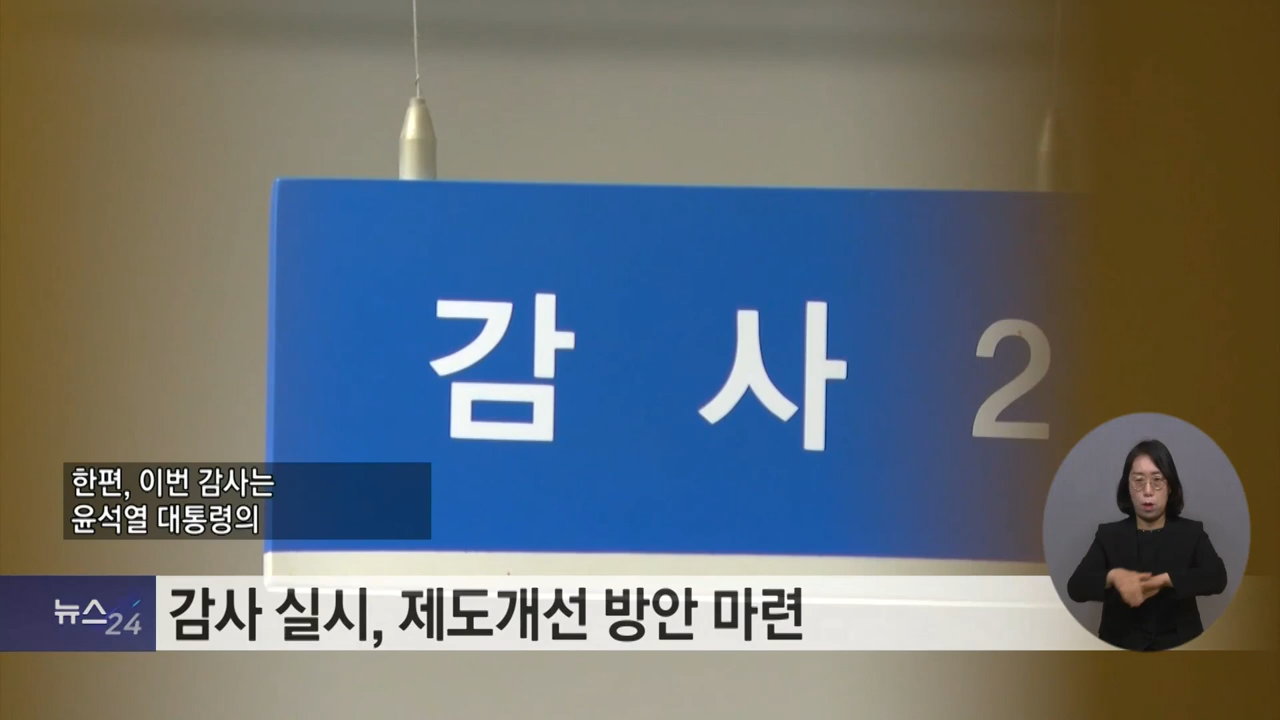 감 사 2
한편, 이번 감사는
윤석열 대통령의
뉴스24
감사 실시, 제도개선 방안 마련